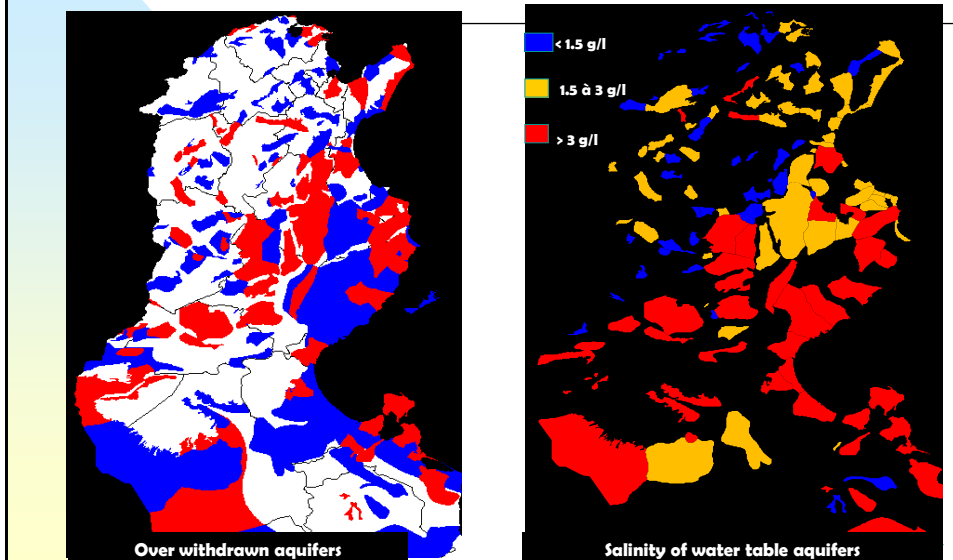 < 1.5 g/l
1.5 à 3 g/l
> 3 g/l
Over withdrawn aquifers
Salinity of water table aquifers